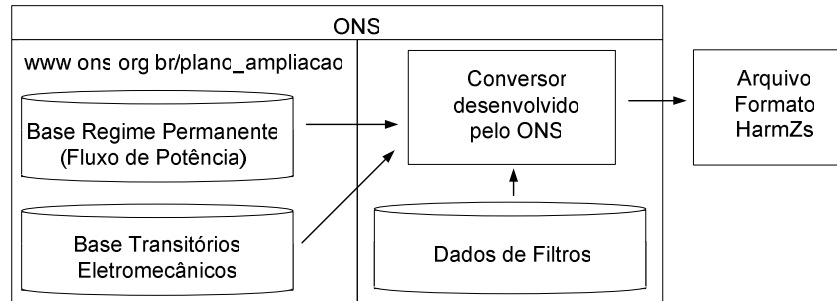 ONS
www ons org br/plano_ampliacao
Base Regime Permanente
(Fluxo de Potência)
Base Transitórios
Eletromecânicos
Conversor
desenvolvido
pelo ONS
Dados de Filtros
Arquivo
Formato
HarmZs